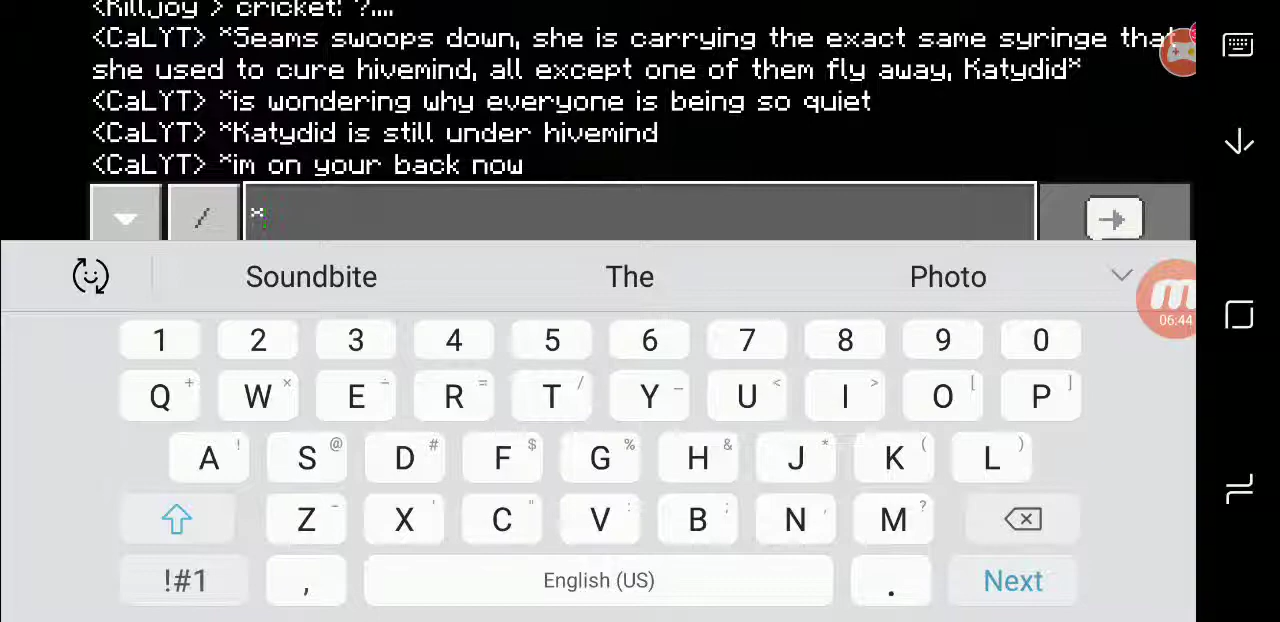 <Killjoy > cricket: ?....
<CaLYT> *Seams swoops down, she is carrying the exact same syringe that
she used to cure hivemind, all except one of them fly away, Katydid*
<CaLYT> *is wondering why everyone is being so quiet
<CaLYT> *Katydid is still under hivemind
<CaLYT> *im on your back now
/ *
Soundbite The Photo
06:44
1 2 3 4 5 6 7 8 9 0
Q + W × E ÷ R = T / Y _ U < I > O [ P ]
A ! S @ D # F $ G % H & J * K ( L )
Z - X ' C " V : B ; N , M ?
!#1 , English (US) . Next